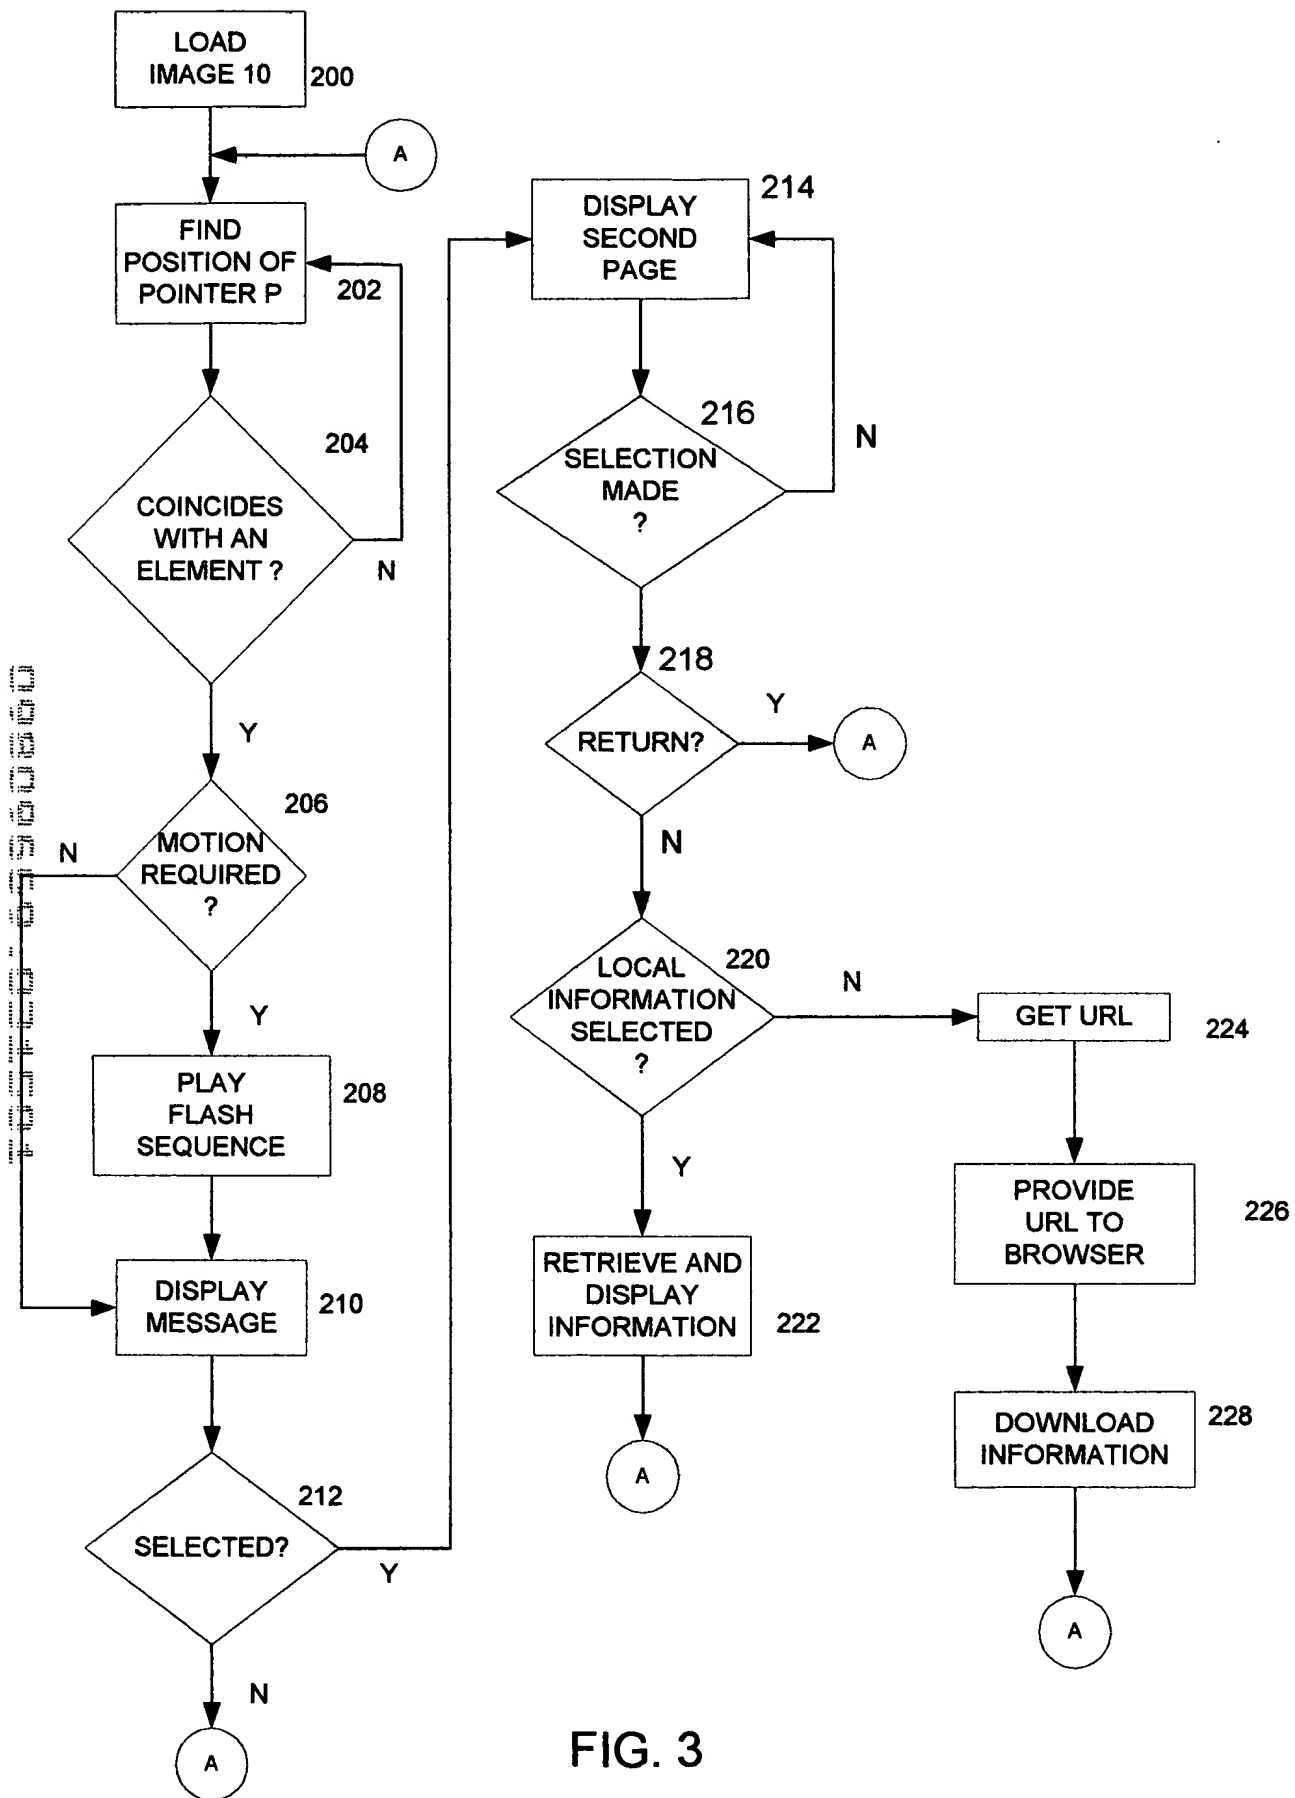 LOAD
IMAGE 10
200
A
FIND
POSITION OF
POINTER P
202
204
COINCIDES
WITH AN
ELEMENT ?
N
Y
206
MOTION
REQUIRED
?
N
Y
PLAY
FLASH
SEQUENCE
208
DISPLAY
MESSAGE
210
212
SELECTED?
Y
N
A
214
DISPLAY
SECOND
PAGE
216
SELECTION
MADE
?
N
218
RETURN?
Y
A
N
220
LOCAL
INFORMATION
SELECTED
?
N
Y
RETRIEVE AND
DISPLAY
INFORMATION
222
A
GET URL
224
PROVIDE
URL TO
BROWSER
226
DOWNLOAD
INFORMATION
228
A
FIG. 3